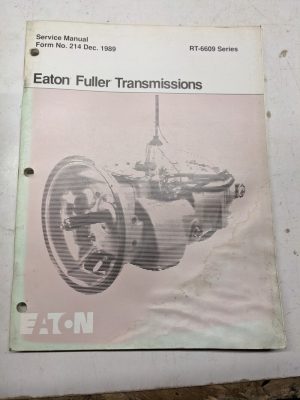 Service Manual
Form No. 214 Dec. 1989
RT-6609 Series
Eaton Fuller Transmissions
EATON